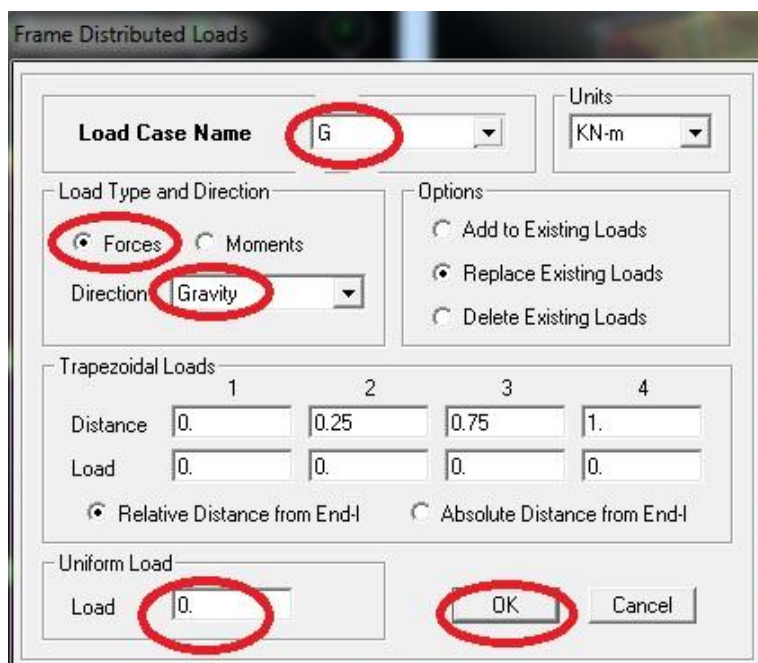 Frame Distributed Loads
Units
Load Case Name G KN-m
Load Type and Direction
Forces Moments
Direction Gravity
Options
Add to Existing Loads
Replace Existing Loads
Delete Existing Loads
Trapezoidal Loads
1 2 3 4
Distance 0. 0.25 0.75 1.
Load 0. 0. 0. 0.
Relative Distance from End-I Absolute Distance from End-I
Uniform Load
Load 0.
OK Cancel